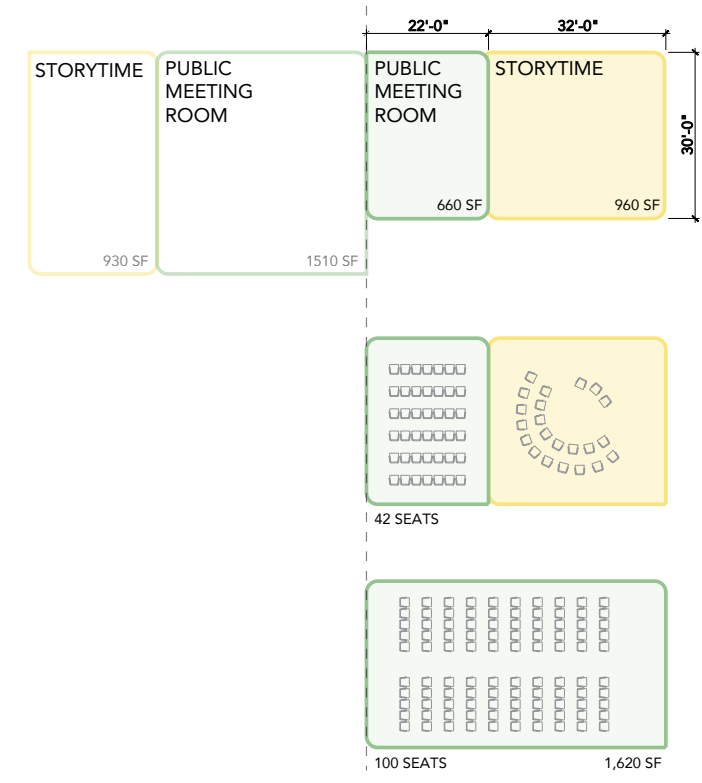 22'-0"
32'-0"
STORYTIME
PUBLIC
MEETING
ROOM
PUBLIC
MEETING
ROOM
STORYTIME
30'-0"
660 SF
960 SF
930 SF
1510 SF
42 SEATS
100 SEATS
1,620 SF